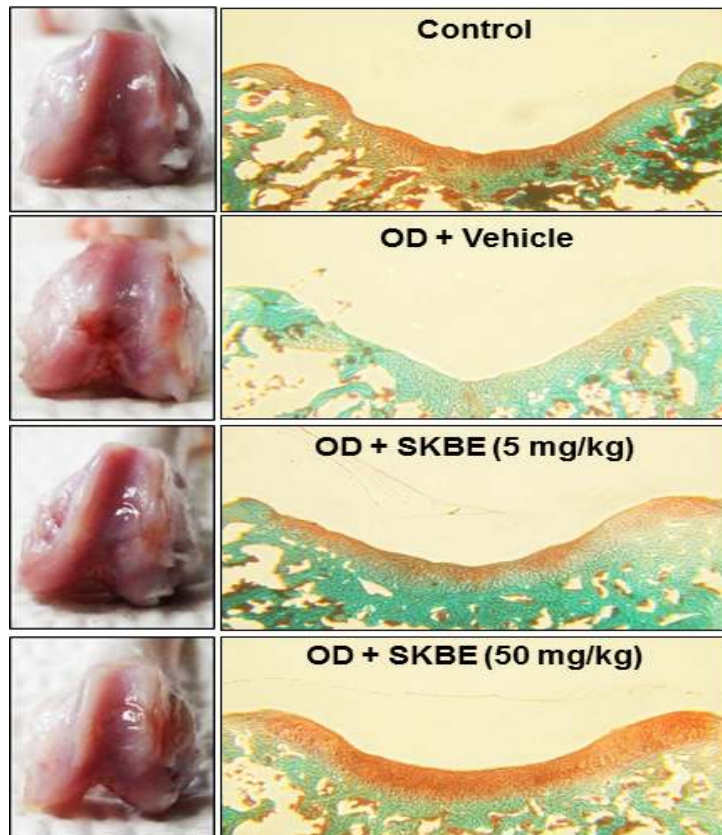 Control
OD + Vehicle
OD + SKBE (5 mg/kg)
OD + SKBE (50 mg/kg)